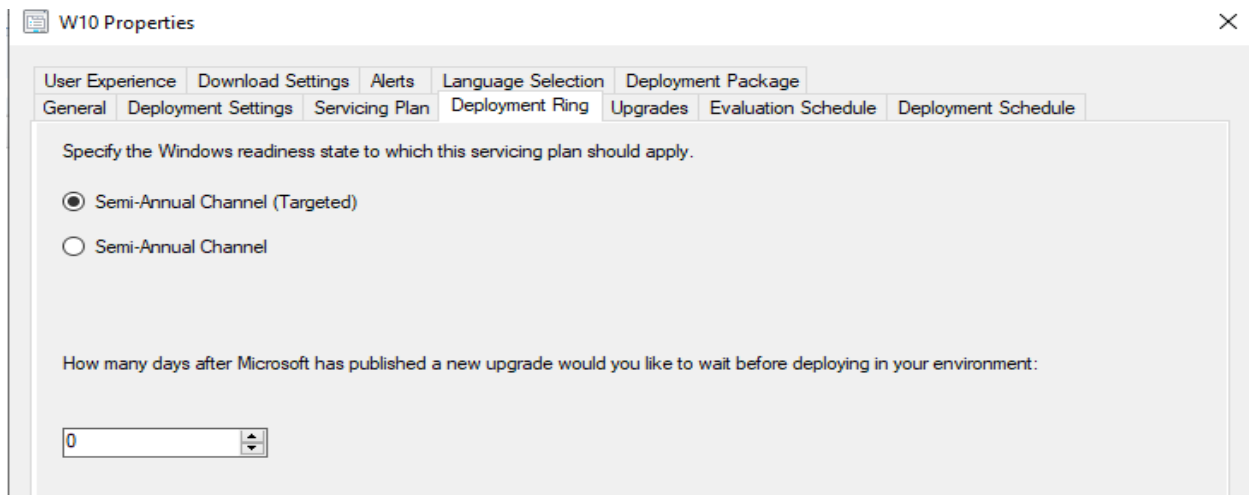 W10 Properties
User Experience Download Settings Alerts Language Selection Deployment Package
General Deployment Settings Servicing Plan Deployment Ring Upgrades Evaluation Schedule Deployment Schedule
Specify the Windows readiness state to which this servicing plan should apply.
Semi-Annual Channel (Targeted)
Semi-Annual Channel
How many days after Microsoft has published a new upgrade would you like to wait before deploying in your environment:
0